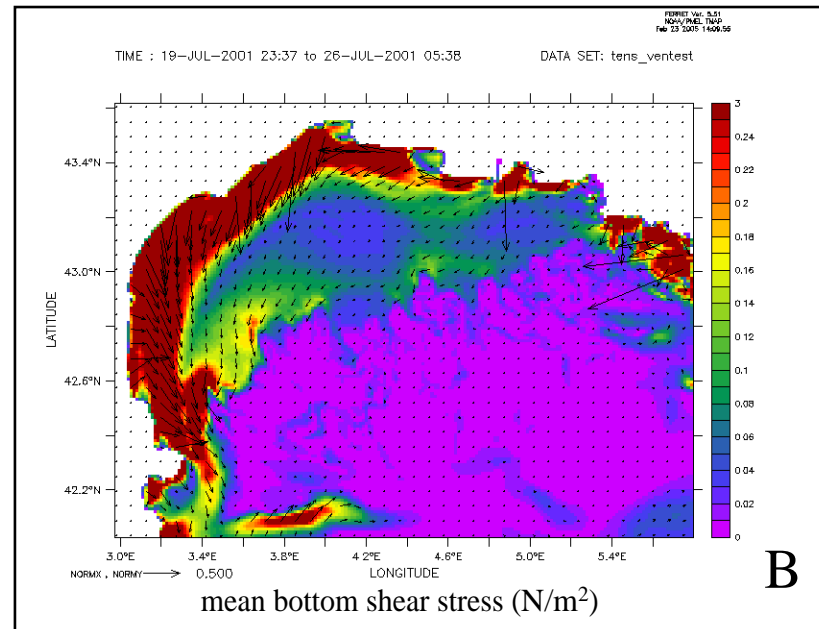 FERRET Ver. 5.51
NOAA/PMEL TMAP
Feb 23 2005 14:09:55
TIME : 19-JUL-2001 23:37 to 26-JUL-2001 05:38 DATA SET: tens_ventest
3
0.24
0.22
0.2
0.18
0.16
0.14
0.12
0.1
0.08
0.06
0.04
0.02
0
43.4°N
43.0°N
42.6°N
42.2°N
LATITUDE
3.0°E 3.4°E 3.8°E 4.2°E 4.6°E 5.0°E 5.4°E
LONGITUDE
NORMX , NORMY 0.500
mean bottom shear stress (N/m²)
B